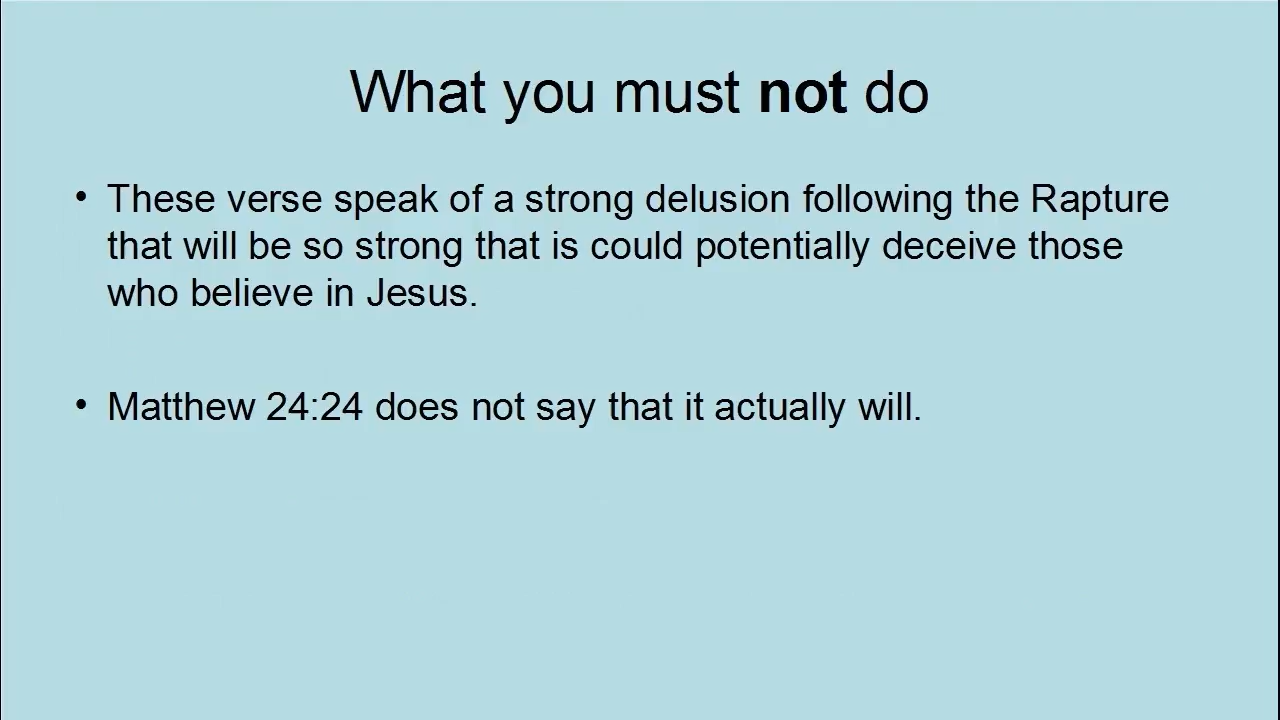 What you must not do
• These verse speak of a strong delusion following the Rapture
that will be so strong that is could potentially deceive those
who believe in Jesus.
• Matthew 24:24 does not say that it actually will.